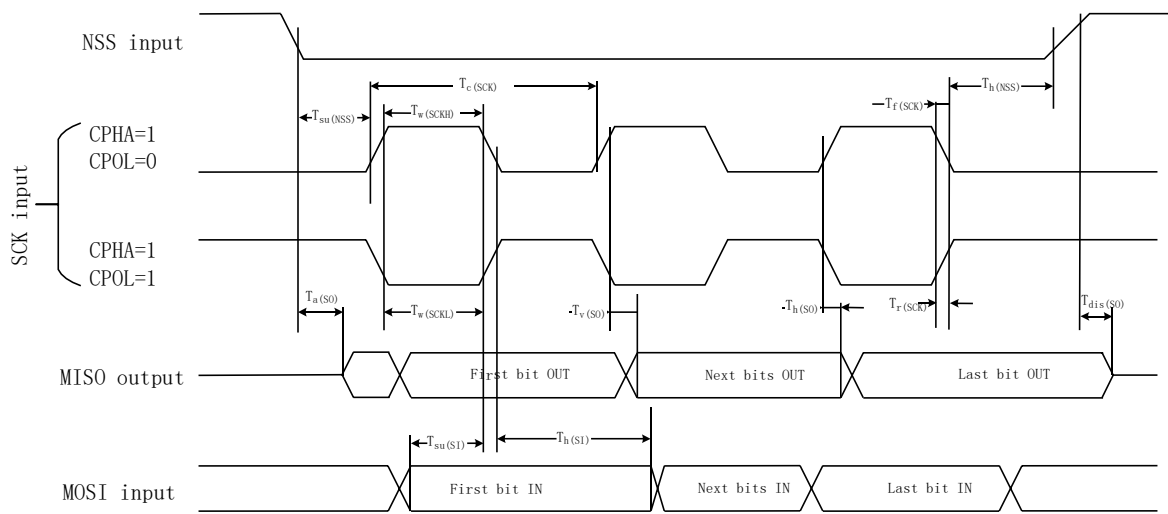 NSS input
Tc(SCK)
Th(NSS)
Tsu(NSS)
Tw(SCKH)
Tf(SCK)
SCK input
CPHA=1
CPOL=0
CPHA=1
CPOL=1
Ta(SO)
Tw(SCKL)
Tv(SO)
Th(SO)
Tr(SCK)
Tdis(SO)
MISO output
First bit OUT
Next bits OUT
Last bit OUT
Tsu(SI)
Th(SI)
MOSI input
First bit IN
Next bits IN
Last bit IN